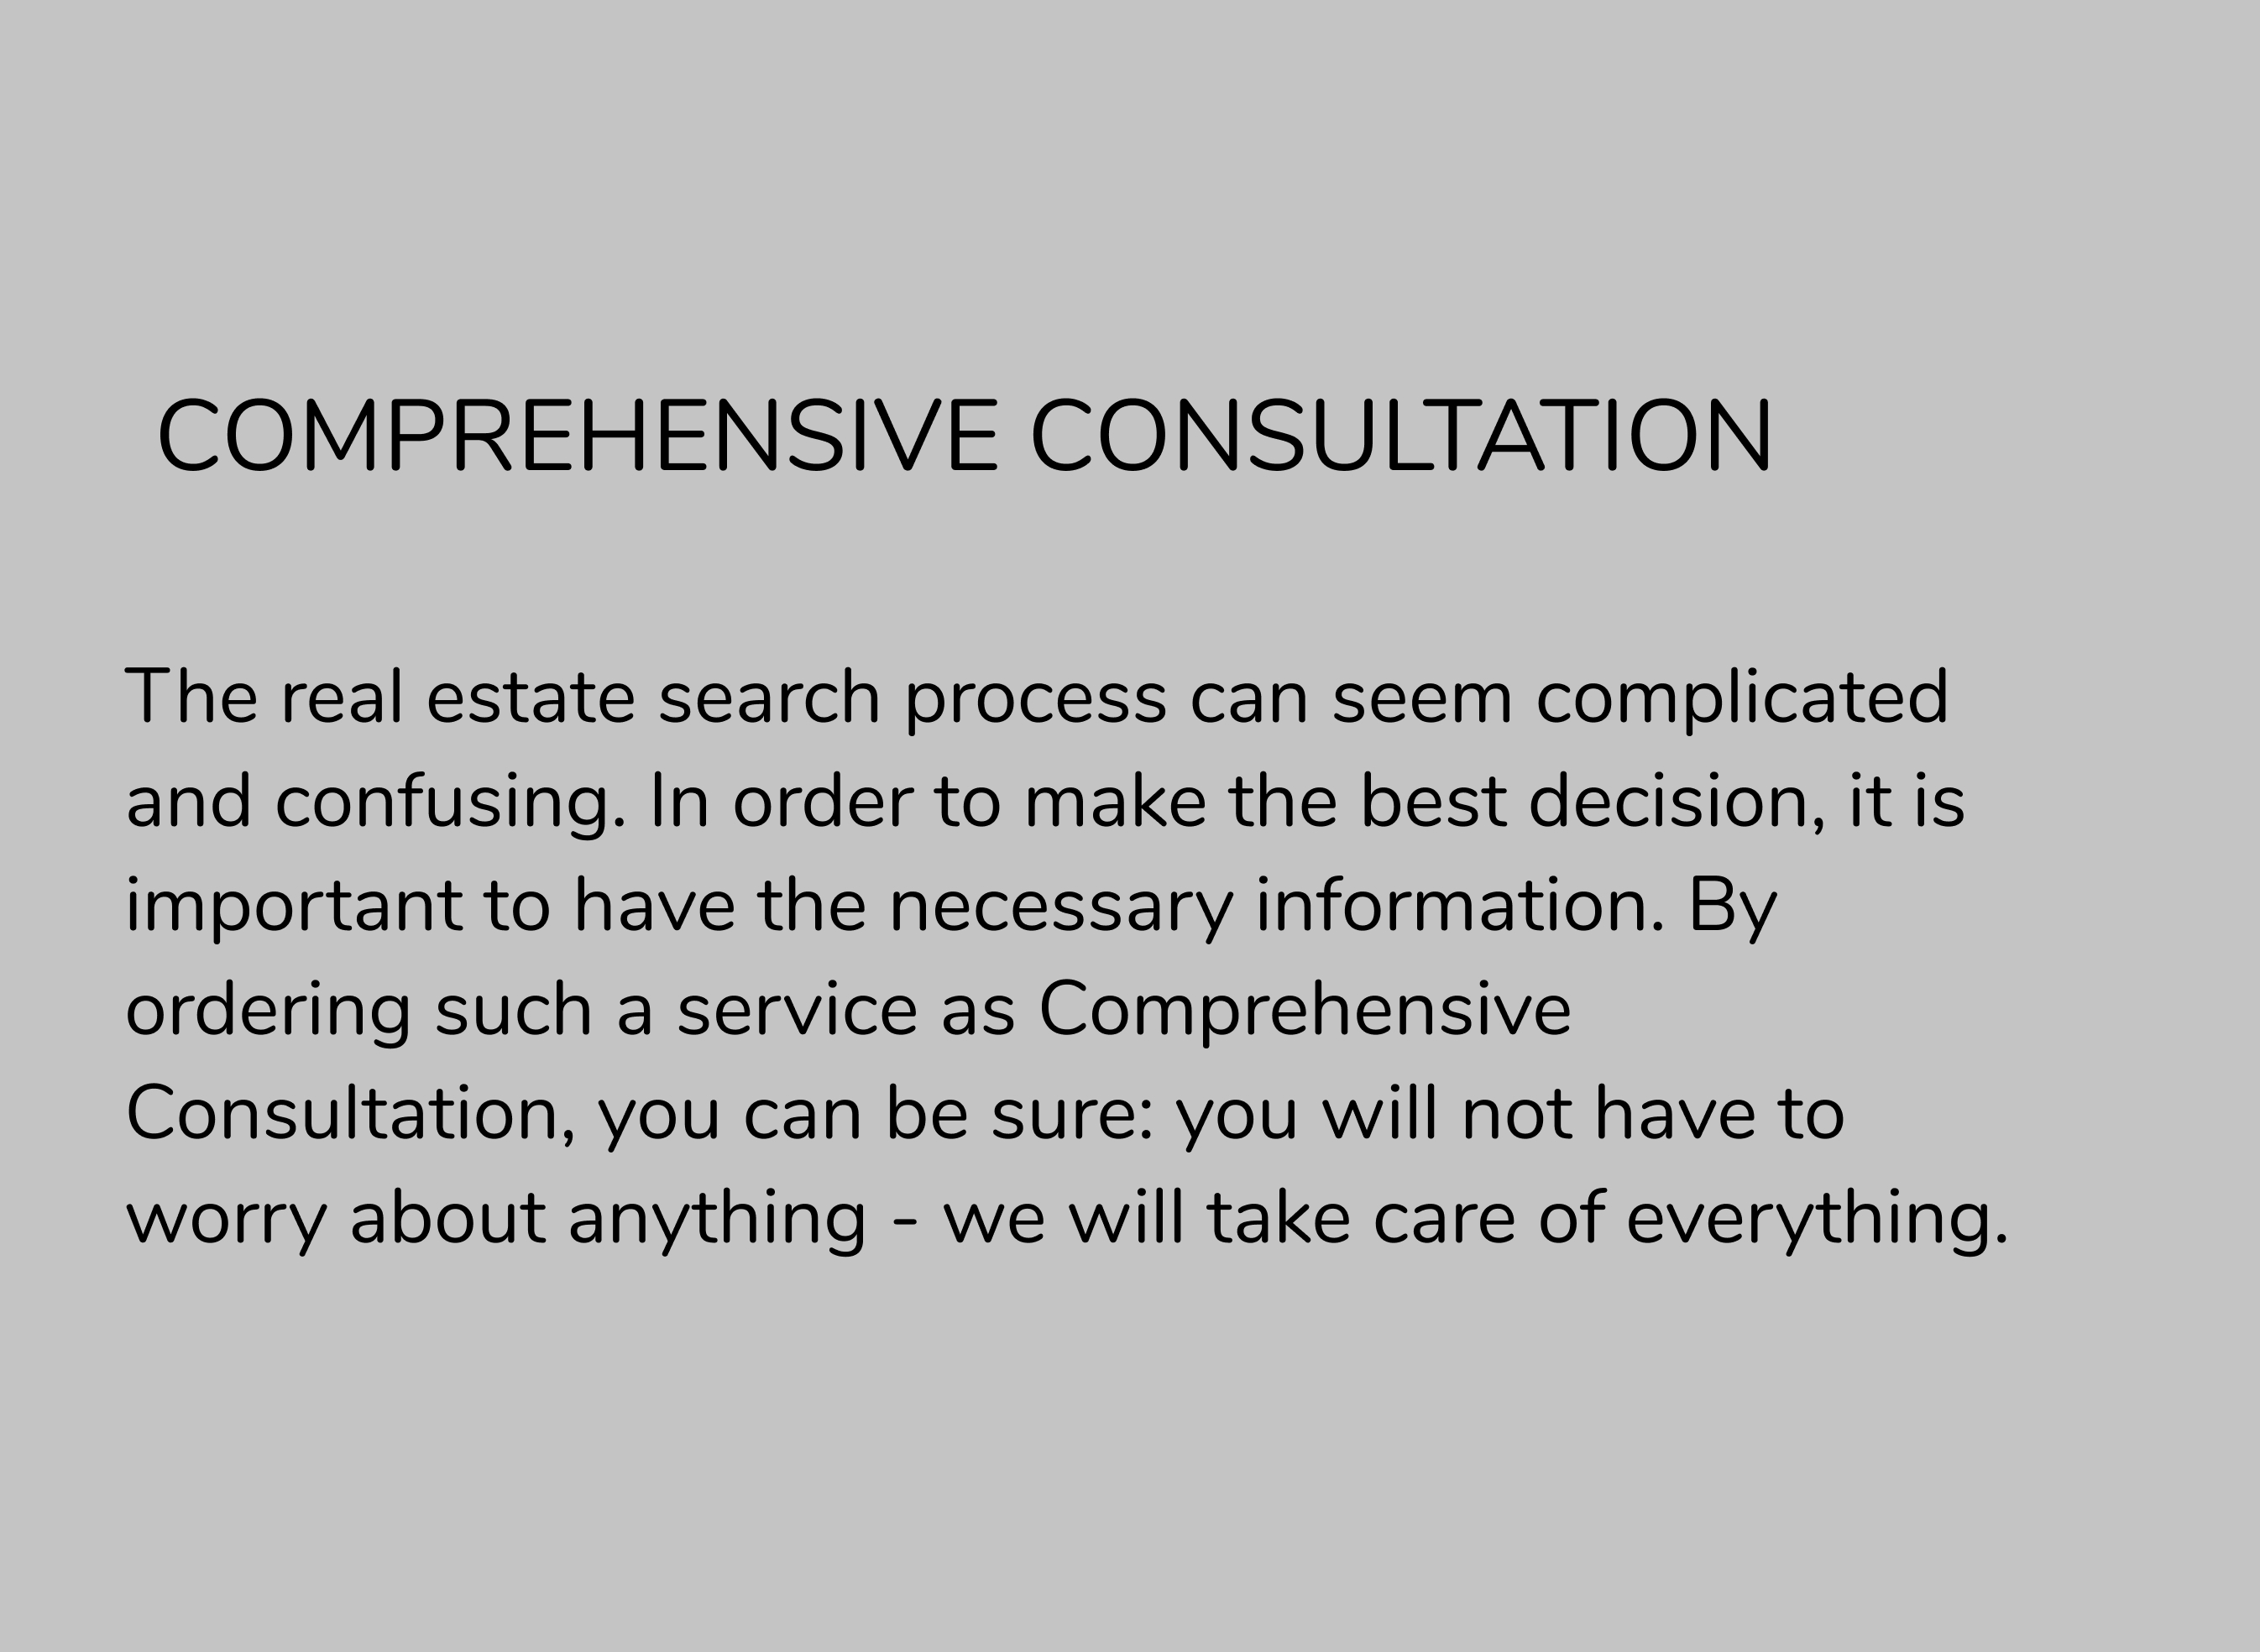 COMPREHENSIVE CONSULTATION
The real estate search process can seem complicated
and confusing. In order to make the best decision, it is
important to have the necessary information. By
ordering such a service as Comprehensive
Consultation, you can be sure: you will not have to
worry about anything - we will take care of everything.